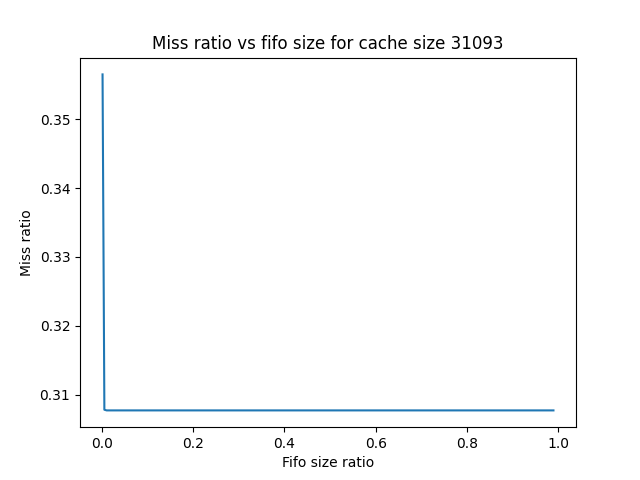 Miss ratio vs fifo size for cache size 31093
0.35
0.34
0.33
0.32
0.31
Miss ratio
0.0 0.2 0.4 0.6 0.8 1.0
Fifo size ratio